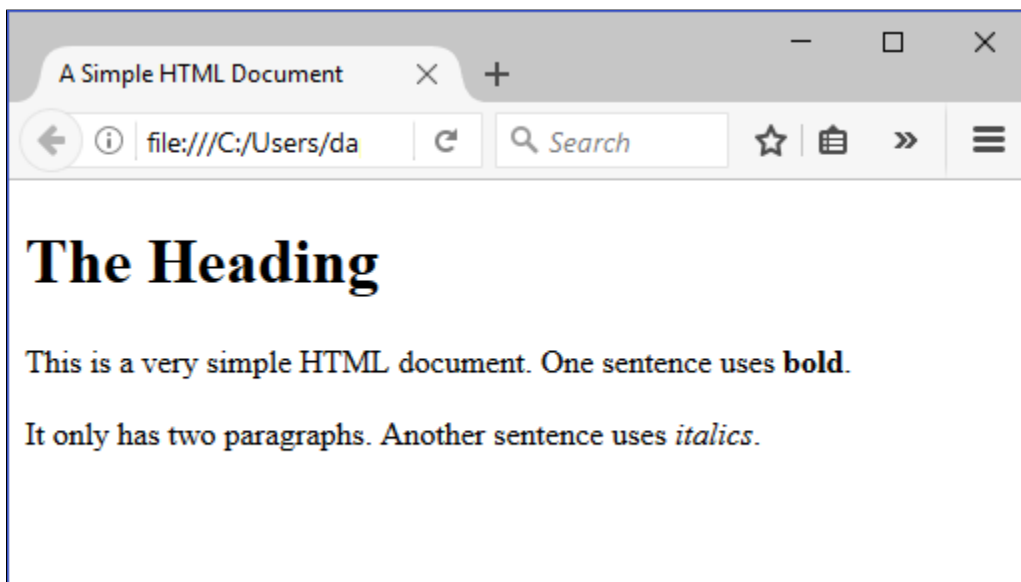 A Simple HTML Document
file:///C:/Users/da
Search
The Heading
This is a very simple HTML document. One sentence uses bold.
It only has two paragraphs. Another sentence uses italics.